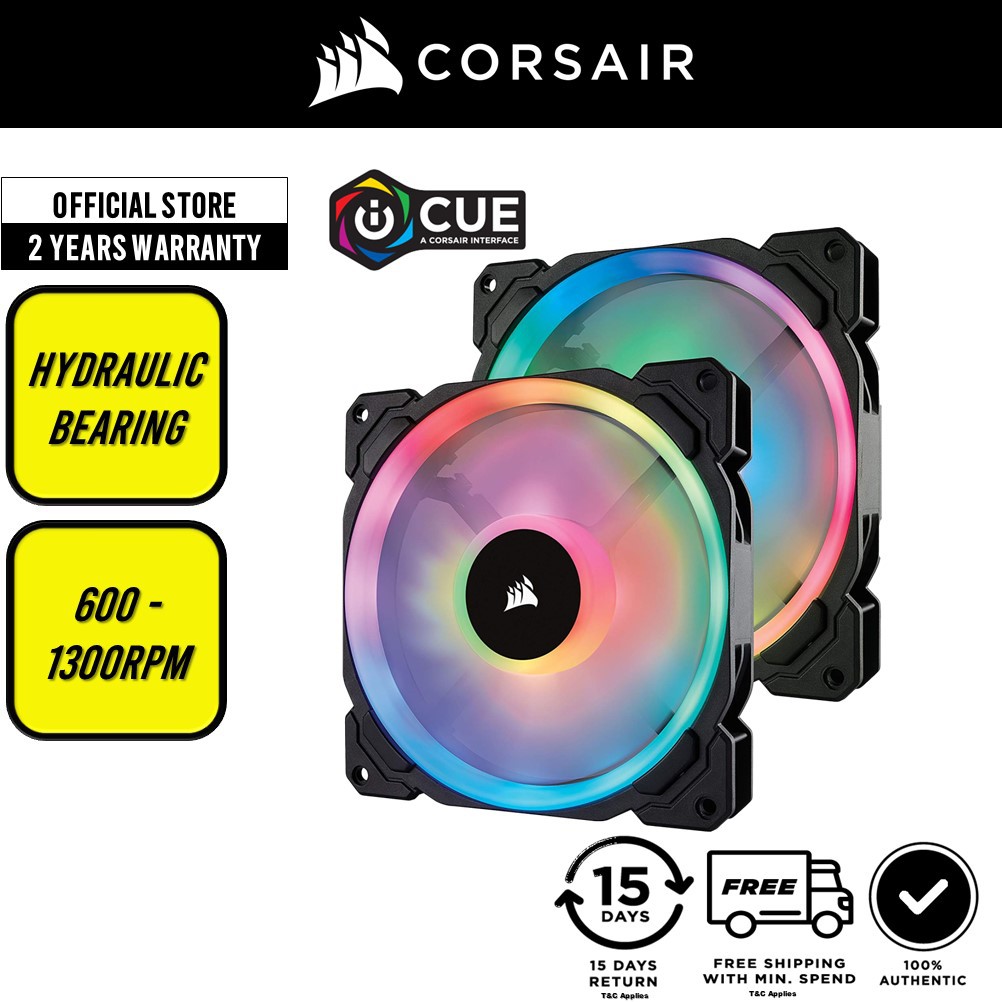 CORSAIR
OFFICIAL STORE
2 YEARS WARRANTY
i CUE
A CORSAIR INTERFACE
HYDRAULIC
BEARING
600 -
1300RPM
15
DAYS
15 DAYS
RETURN
T&C Applies
FREE
FREE SHIPPING
WITH MIN. SPEND
T&C Applies
100%
AUTHENTIC